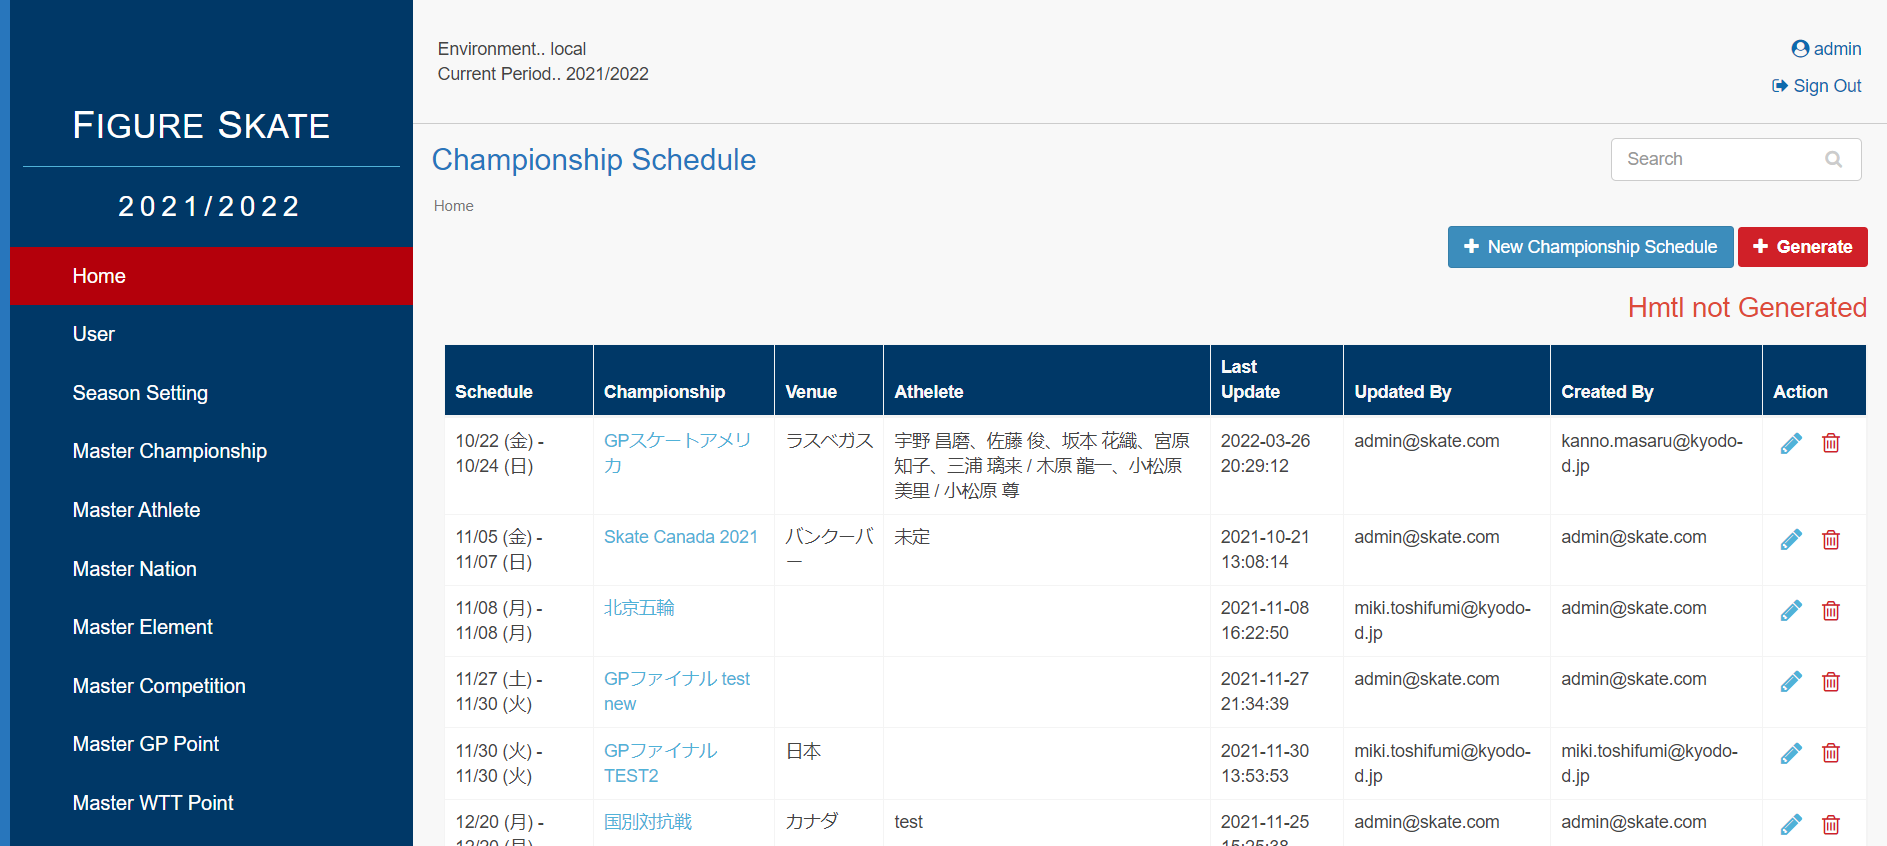 FIGURE SKATE
2021/2022
Home
User
Season Setting
Master Championship
Master Athlete
Master Nation
Master Element
Master Competition
Master GP Point
Master WTT Point
Environment.. local
Current Period.. 2021/2022
admin
Sign Out
Championship Schedule
Search
Home
New Championship Schedule
Generate
Hmtl not Generated
Schedule
Championship
Venue
Athelete
Last
Update
Updated By
Created By
Action
10/22 (金) -
10/24 (日)
GPスケートアメリ
カ
ラスベガス
宇野 昌磨、佐藤 俊、坂本 花織、宮原
知子、三浦 璃来 / 木原 龍一、小松原
美里 / 小松原 尊
2022-03-26
20:29:12
admin@skate.com
kanno.masaru@kyodo-
d.jp
11/05 (金) -
11/07 (日)
Skate Canada 2021
バンクーバ
ー
未定
2021-10-21
13:08:14
admin@skate.com
admin@skate.com
11/08 (月) -
11/08 (月)
北京五輪
2021-11-08
16:22:50
miki.toshifumi@kyodo-
d.jp
admin@skate.com
11/27 (土) -
11/30 (火)
GPファイナル test
new
2021-11-27
21:34:39
admin@skate.com
admin@skate.com
11/30 (火) -
11/30 (火)
GPファイナル
TEST2
日本
2021-11-30
13:53:53
miki.toshifumi@kyodo-
d.jp
miki.toshifumi@kyodo-
d.jp
12/20 (月) -
12/20 (月)
国別対抗戦
カナダ
test
2021-11-25
15:25:38
admin@skate.com
admin@skate.com